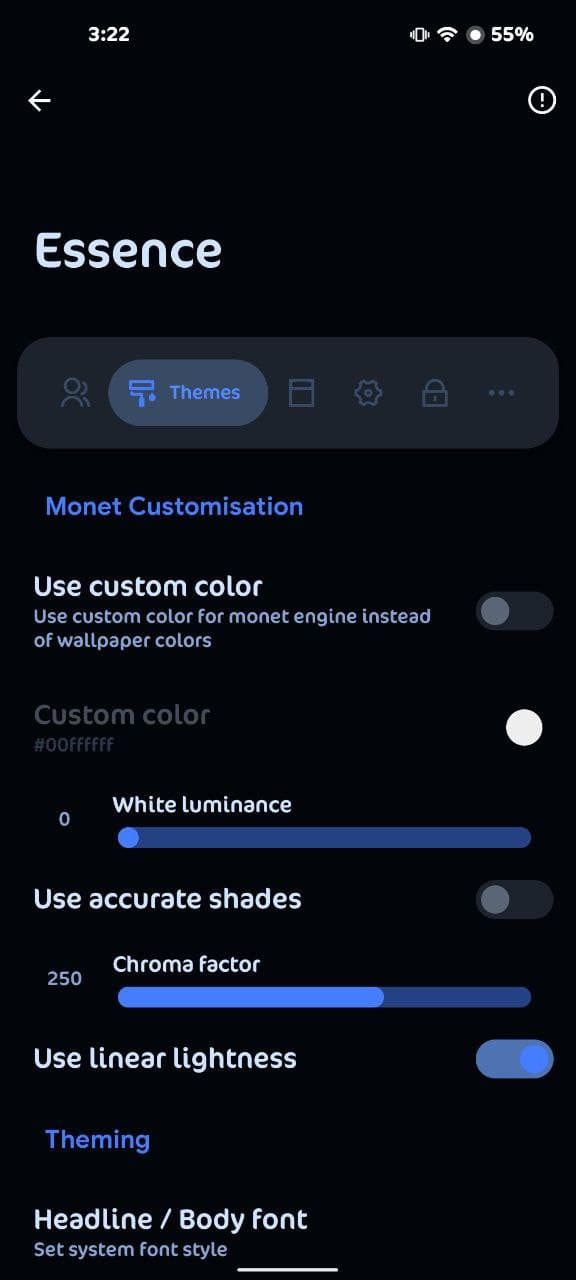 3:22
55%
Essence
Themes
Monet Customisation
Use custom color
Use custom color for monet engine instead
of wallpaper colors
Custom color
#00ffffff
White luminance
0
Use accurate shades
Chroma factor
250
Use linear lightness
Theming
Headline / Body font
Set system font style